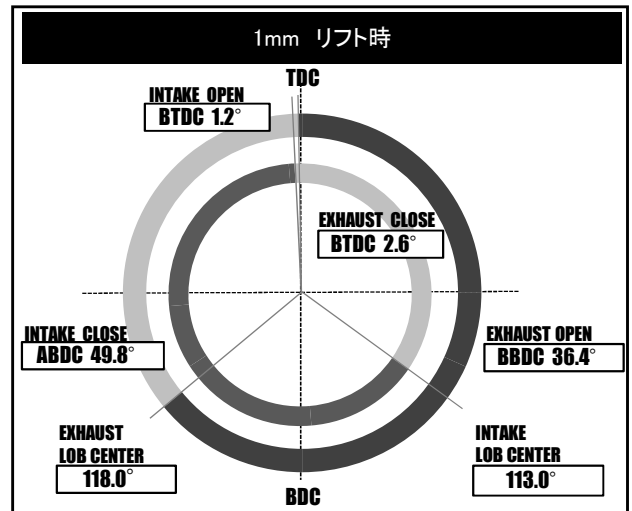 1mm リフト時
TDC
INTAKE OPEN
BTDC 1.2°
EXHAUST CLOSE
BTDC 2.6°
INTAKE CLOSE
ABDC 49.8°
EXHAUST OPEN
BBDC 36.4°
EXHAUST
LOB CENTER
118.0°
INTAKE
LOB CENTER
113.0°
BDC